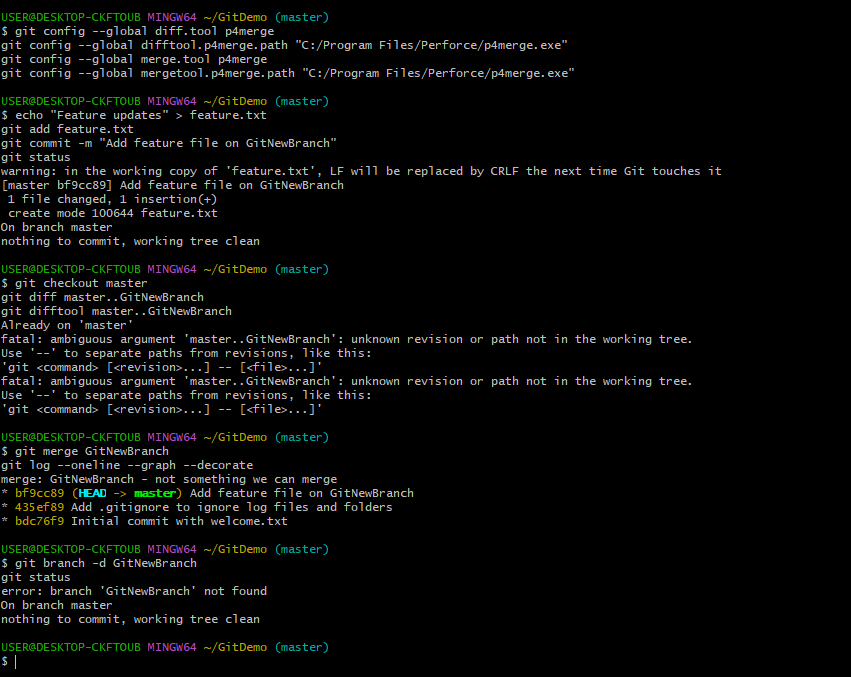 USER@DESKTOP-CKFTOUB MINGW64 ~/GitDemo (master)
$ git config --global diff.tool p4merge
git config --global difftool.p4merge.path "C:/Program Files/Perforce/p4merge.exe"
git config --global merge.tool p4merge
git config --global mergetool.p4merge.path "C:/Program Files/Perforce/p4merge.exe"
USER@DESKTOP-CKFTOUB MINGW64 ~/GitDemo (master)
$ echo "Feature updates" > feature.txt
git add feature.txt
git commit -m "Add feature file on GitNewBranch"
git status
warning: in the working copy of 'feature.txt', LF will be replaced by CRLF the next time Git touches it
[master bf9cc89] Add feature file on GitNewBranch
 1 file changed, 1 insertion(+)
 create mode 100644 feature.txt
On branch master
nothing to commit, working tree clean
USER@DESKTOP-CKFTOUB MINGW64 ~/GitDemo (master)
$ git checkout master
git diff master..GitNewBranch
git difftool master..GitNewBranch
Already on 'master'
fatal: ambiguous argument 'master..GitNewBranch': unknown revision or path not in the working tree.
Use '--' to separate paths from revisions, like this:
'git <command> [<revision>...] -- [<file>...]'
fatal: ambiguous argument 'master..GitNewBranch': unknown revision or path not in the working tree.
Use '--' to separate paths from revisions, like this:
'git <command> [<revision>...] -- [<file>...]'
USER@DESKTOP-CKFTOUB MINGW64 ~/GitDemo (master)
$ git merge GitNewBranch
git log --oneline --graph --decorate
merge: GitNewBranch - not something we can merge
* bf9cc89 (HEAD -> master) Add feature file on GitNewBranch
* 435ef89 Add .gitignore to ignore log files and folders
* bdc76f9 Initial commit with welcome.txt
USER@DESKTOP-CKFTOUB MINGW64 ~/GitDemo (master)
$ git branch -d GitNewBranch
git status
error: branch 'GitNewBranch' not found
On branch master
nothing to commit, working tree clean
USER@DESKTOP-CKFTOUB MINGW64 ~/GitDemo (master)
$